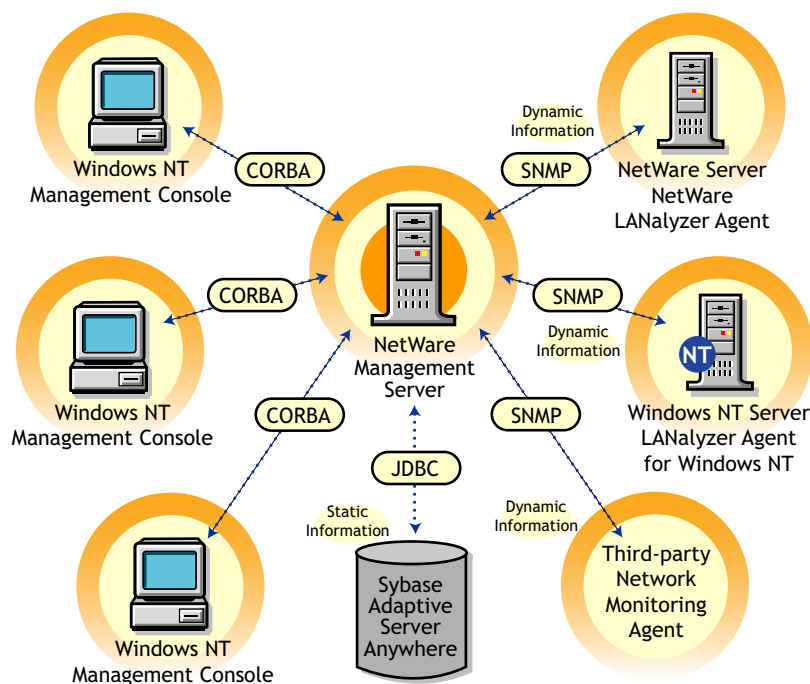 Windows NT
Management Console
CORBA
Dynamic
Information
SNMP
NetWare Server
NetWare
LANalyzer Agent
Windows NT
Management Console
CORBA
NetWare
Management
Server
SNMP
Dynamic
Information
NT
Windows NT Server
LANalyzer Agent
for Windows NT
CORBA
SNMP
JDBC
Static
Information
Dynamic
Information
Windows NT
Management Console
Sybase
Adaptive
Server
Anywhere
Third-party
Network
Monitoring
Agent